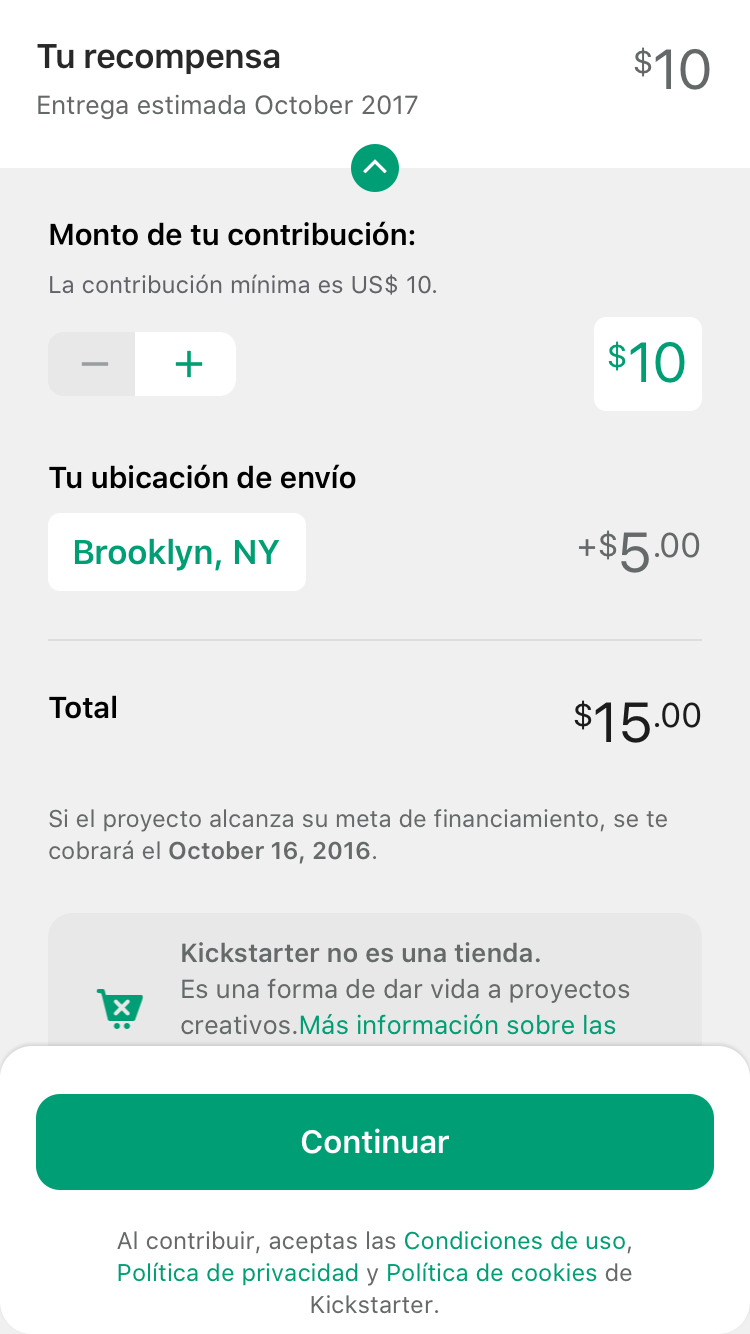 Tu recompensa
$10
Entrega estimada October 2017
Monto de tu contribución:
La contribución mínima es US$ 10.
$10
Tu ubicación de envío
Brooklyn, NY
+$5.00
Total
$15.00
Si el proyecto alcanza su meta de financiamiento, se te
cobrará el October 16, 2016.
Kickstarter no es una tienda.
Es una forma de dar vida a proyectos
creativos.Más información sobre las
Continuar
Al contribuir, aceptas las Condiciones de uso,
Política de privacidad y Política de cookies de
Kickstarter.